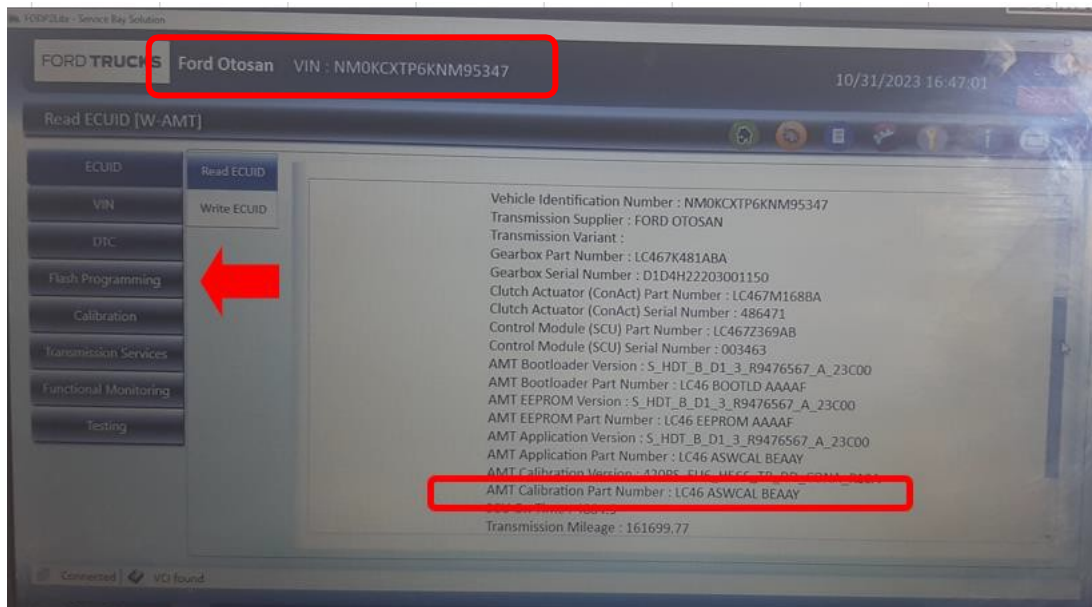 Service Bay Solution
FORD TRUCKS
Ford Otosan VIN : NM0KCXTP6KNM95347
10/31/2023 16:47:01
Read ECUID [W-AMT]
ECUID
VIN
DTC
Flash Programming
Calibration
Transmission Services
Functional Monitoring
Testing
Read ECUID
Write ECUID
Vehicle Identification Number : NM0KCXTP6KNM95347
Transmission Supplier : FORD OTOSAN
Transmission Variant :
Gearbox Part Number : LC467K481ABA
Gearbox Serial Number : D1D4H22203001150
Clutch Actuator (ConAct) Part Number : LC467M168BA
Clutch Actuator (ConAct) Serial Number : 486471
Control Module (SCU) Part Number : LC467Z369AB
Control Module (SCU) Serial Number : 003463
AMT Bootloader Version : S_HDT_B_D1_3_R9476567_A_23C00
AMT Bootloader Part Number : LC46 BOOTLD AAAAF
AMT EEPROM Version : S_HDT_B_D1_3_R9476567_A_23C00
AMT EEPROM Part Number : LC46 EEPROM AAAAF
AMT Application Version : S_HDT_B_D1_3_R9476567_A_23C00
AMT Application Part Number : LC46 ASWCAL BEAAY
AMT Calibration Version :
AMT Calibration Part Number : LC46 ASWCAL BEAAY
Transmission Mileage : 161699,77
Connected
VCI found